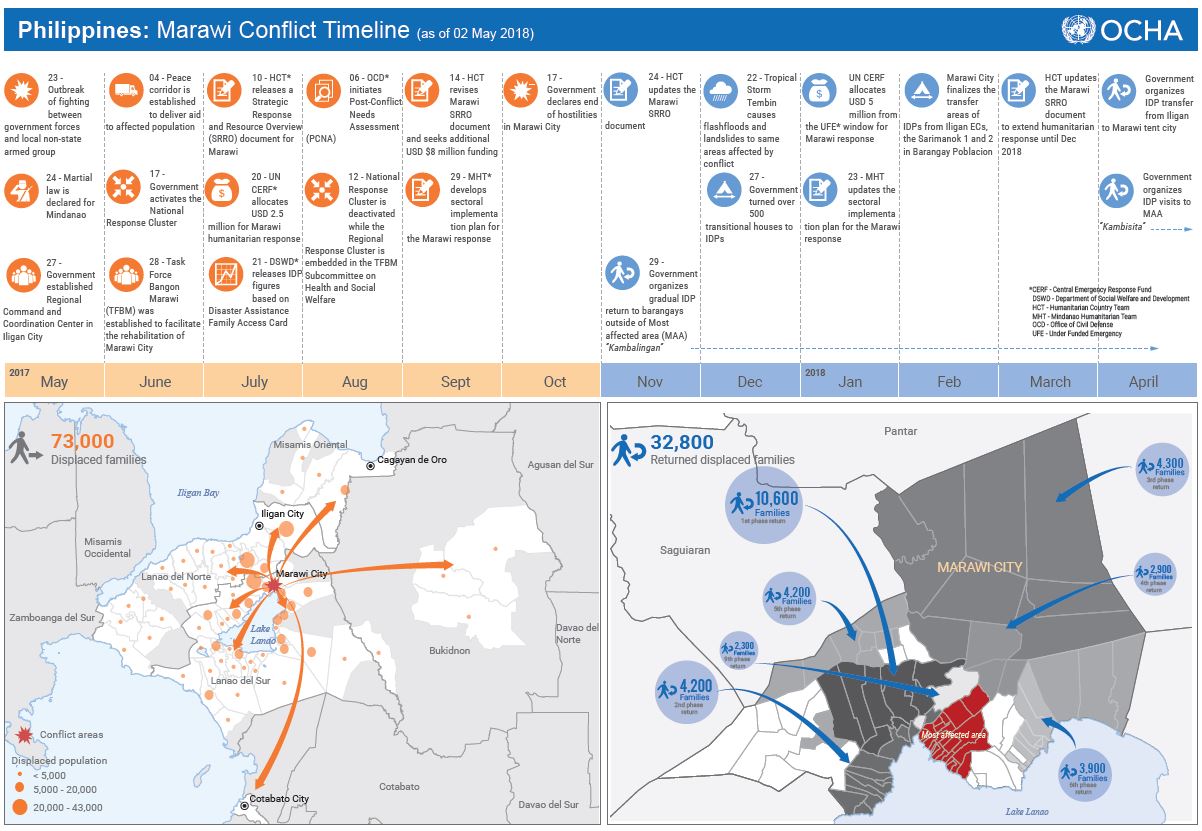 Philippines: Marawi Conflict Timeline (as of 02 May 2018)
OCHA
23 -
Outbreak
of fighting
between
government forces
and local non-state
armed group
24 - Martial
law is
declared for
Mindanao
27 -
Government
established
Regional
Command and
Coordination Center in
Iligan City
04 - Peace
corridor is
established
to deliver aid
to affected population
17 -
Government
activates the
National
Response Cluster
28 - Task
Force
Bangon
Marawi
(TFBM) was
established to facilitate
the rehabilitation of
Marawi City
10 - HCT*
releases a
Strategic
Response
and Resource Overview
(SRRO) document for
Marawi
20 - UN
CERF*
allocates
USD 2.5
million for Marawi
humanitarian response
21 - DSWD*
releases IDP
figures
based on
Disaster Assistance
Family Access Card
06 - OCD*
initiates
Post-Conflict
Needs
Assessment
(PCNA)
12 - National
Response
Cluster is
deactivated
while the
Regional
Response Cluster is
embedded in the TFBM
Subcommittee on
Health and Social
Welfare
14 - HCT
revises
Marawi
SRRO
document
and seeks additional
USD $8 million funding
29 - MHT*
develops
sectoral
implementa
tion plan for
the Marawi response
17 -
Government
declares end
of hostilities
in Marawi City
24 - HCT
updates the
Marawi
SRRO
document
29 -
Government
organizes
gradual IDP
return to barangays
outside of Most
affected area (MAA)
"Kambalingan"
22 - Tropical
Storm
Tembin
causes
flashfloods and
landslides to same
areas affected by
conflict
27 -
Government
turned over
500
transitional houses to
IDPs
UN CERF
allocates
USD 5
million from
the UFE* window for
Marawi response
23 - MHT
updates the
sectoral
implementa
tion plan for the Marawi
response
Marawi City
finalizes the
transfer
areas of
IDPs from Iligan ECs,
the Sarimanok 1 and 2
in Barangay Poblacion
HCT updates
the Marawi
SRRO
document
to extend humanitarian
response until Dec
2018
Government
organizes
IDP transfer
from Iligan
to Marawi tent city
Government
organizes
IDP visits to
MAA
"Kambisita"
*CERF - Central Emergency Response Fund
DSWD - Department of Social Welfare and Development
HCT - Humanitarian Country Team
MHT - Mindanao Humanitarian Team
OCD - Office of Civil Defense
UFE - Under Funded Emergency
2017
May
June
July
Aug
Sept
Oct
Nov
Dec
2018
Jan
Feb
March
April
73,000
Displaced families
Misamis Oriental
Cagayan de Oro
Agusan del Sur
Iligan Bay
Iligan City
Misamis
Occidental
Lanao del Norte
Marawi City
Zamboanga del Sur
Lake
Lanao
Davao del
Norte
Bukidnon
Lanao del Sur
Conflict areas
Displaced population
< 5,000
5,000 - 20,000
20,000 - 43,000
Cotabato City
Cotabato
Davao del Sur
32,800
Returned displaced families
Pantar
4,300
Families
3rd phase
return
10,600
Families
1st phase return
Saguiaran
MARAWI CITY
2,900
Families
4th phase
return
4,200
Families
5th phase
return
2,300
Families
9th phase
return
4,200
Families
2nd phase
return
Most affected area
3,900
Families
6th phase
return
Lake Lanao